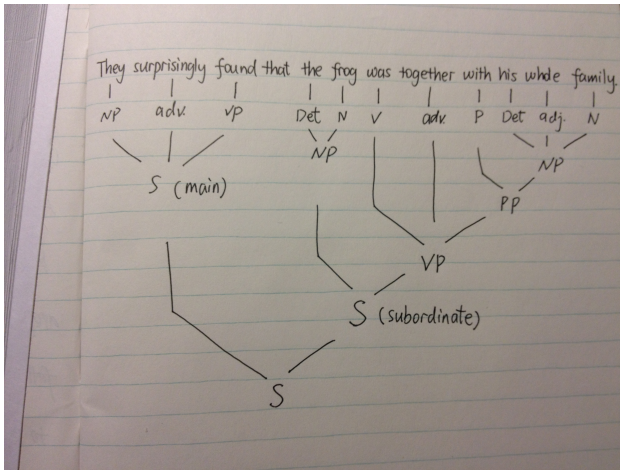 They surprisingly found that the frog was together with his whole family.
NP adv. VP Det N V adv. P Det adj. N
NP NP
S (main)
PP
VP
S (subordinate)
S